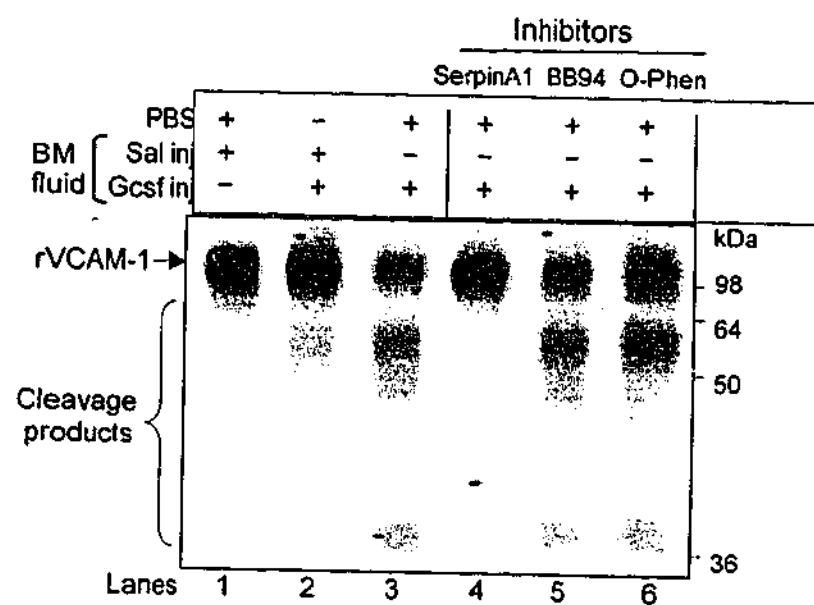 Inhibitors
SerpinA1 BB94 O-Phen
PBS + - + + + +
BM fluid
Sal inj + + - - - -
Gcsf inj - + + + + +
kDa
rVCAM-1
98
64
50
Cleavage
products
36
Lanes 1 2 3 4 5 6